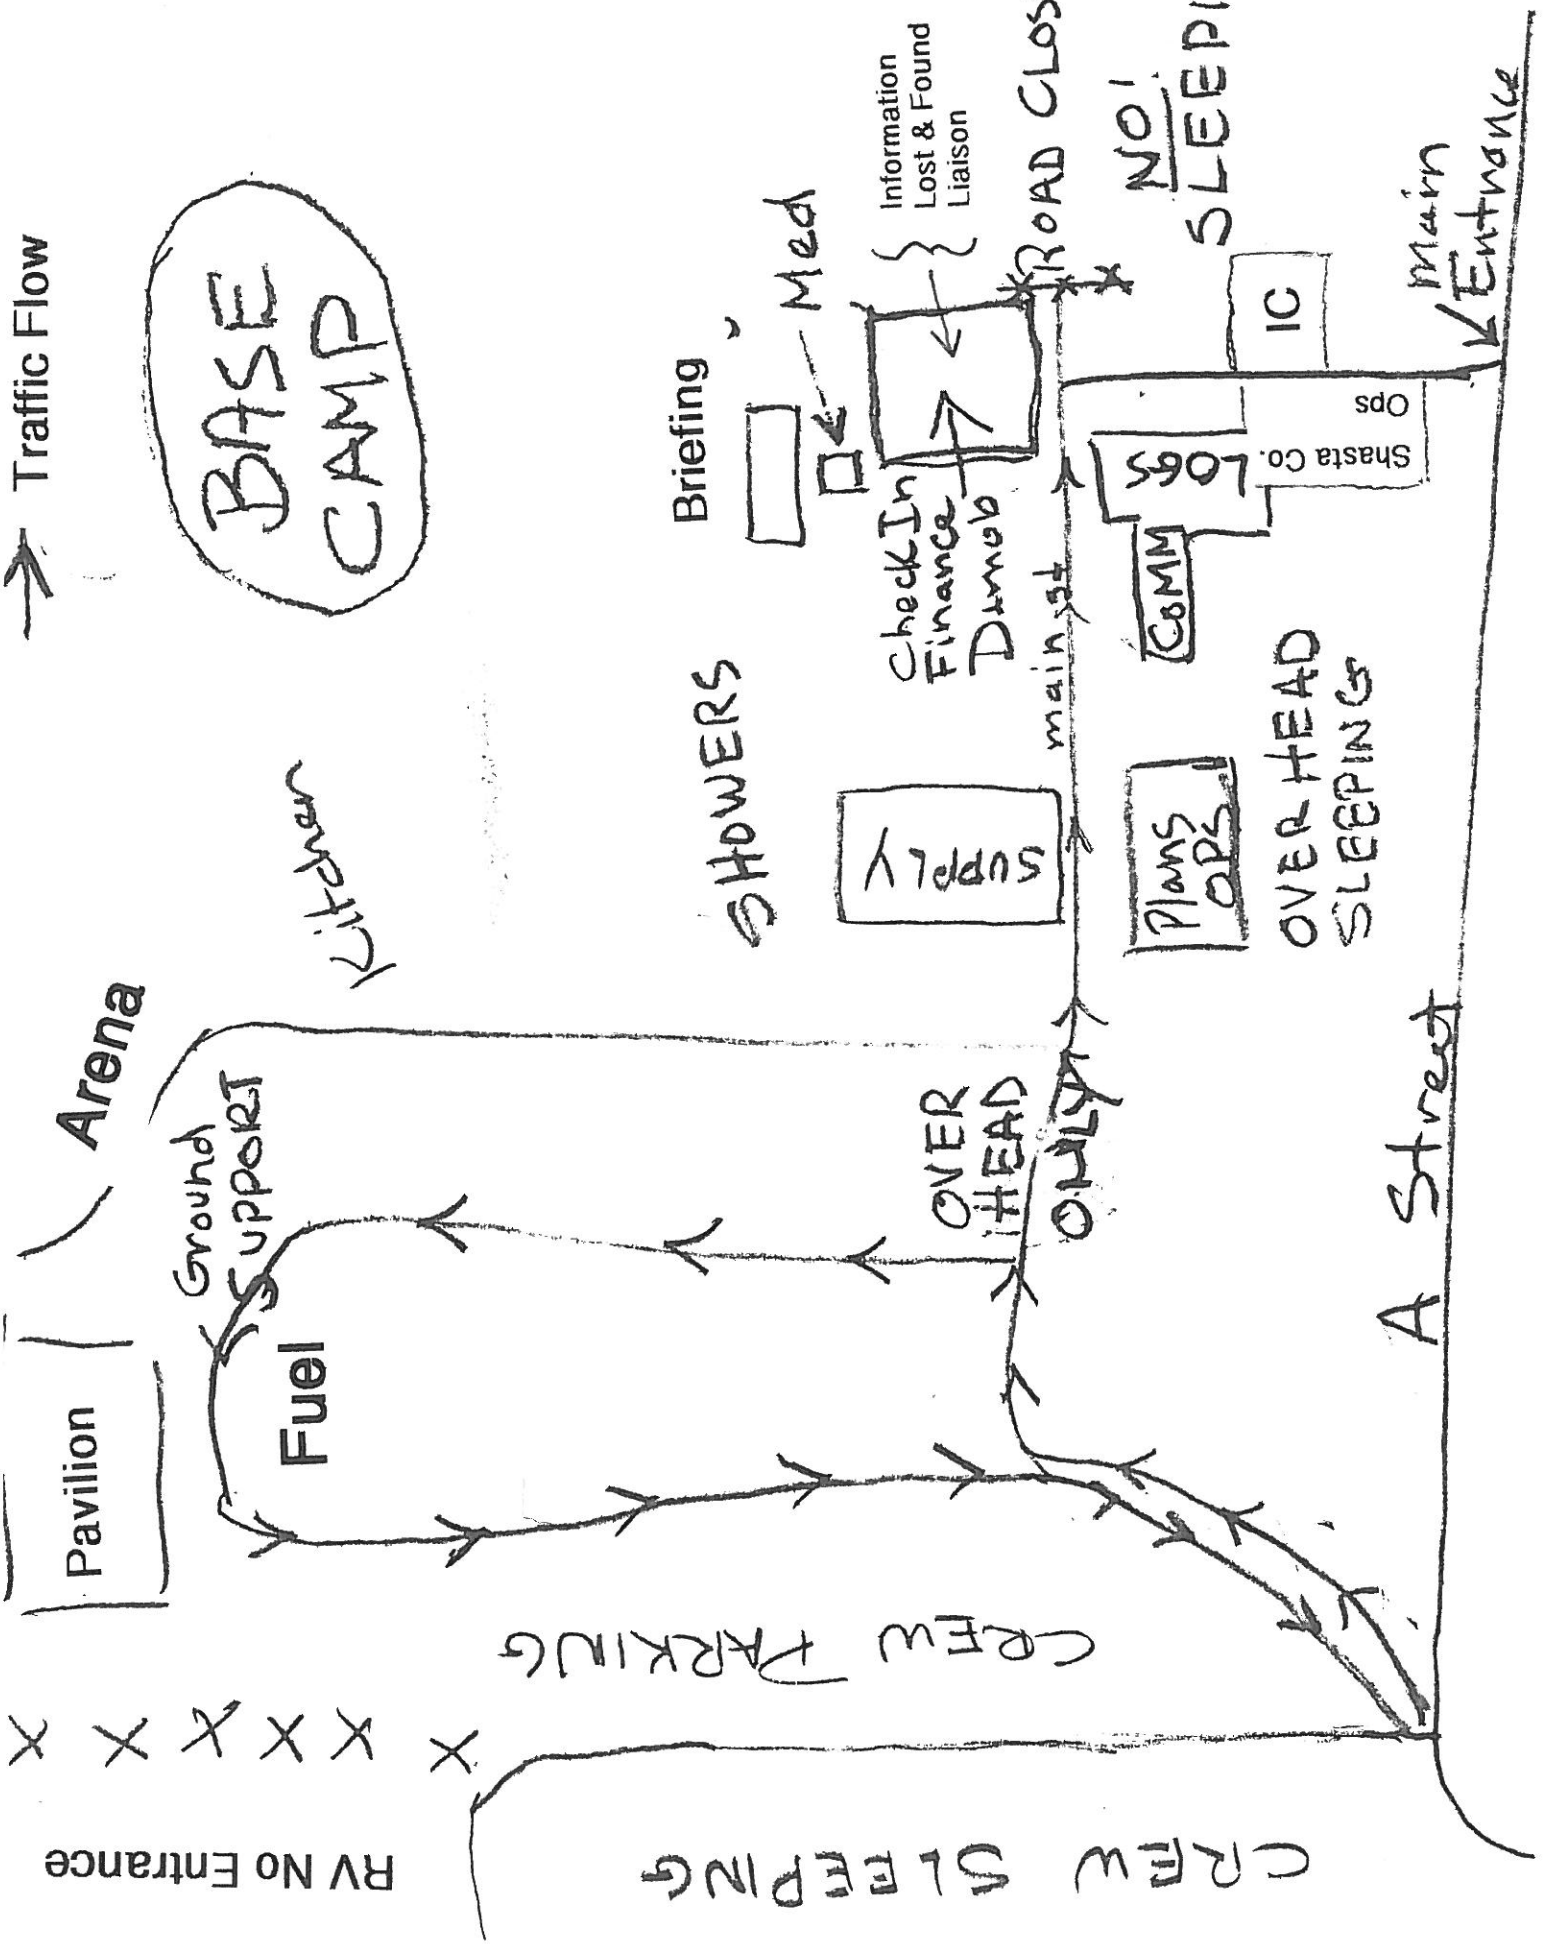 Traffic Flow
BASE
CAMP
Arena
Pavilion
Ground
SUPPORT
Fuel
Kitchen
SHOWERS
Briefing
Med
Information
Lost & Found
Liaison
Check In
Finance
Dmob
SUPPLY
main st
ROAD CLOS
NO
SLEEPI
OVER
HEAD
ONLY
Plans
OPS
COMM
LOGS
Shasta Co.
Ops
IC
main
Entrance
OVER HEAD
SLEEPING
A Street
CREW PARKING
X X X X X X
RV No Entrance
CREW SLEEPING